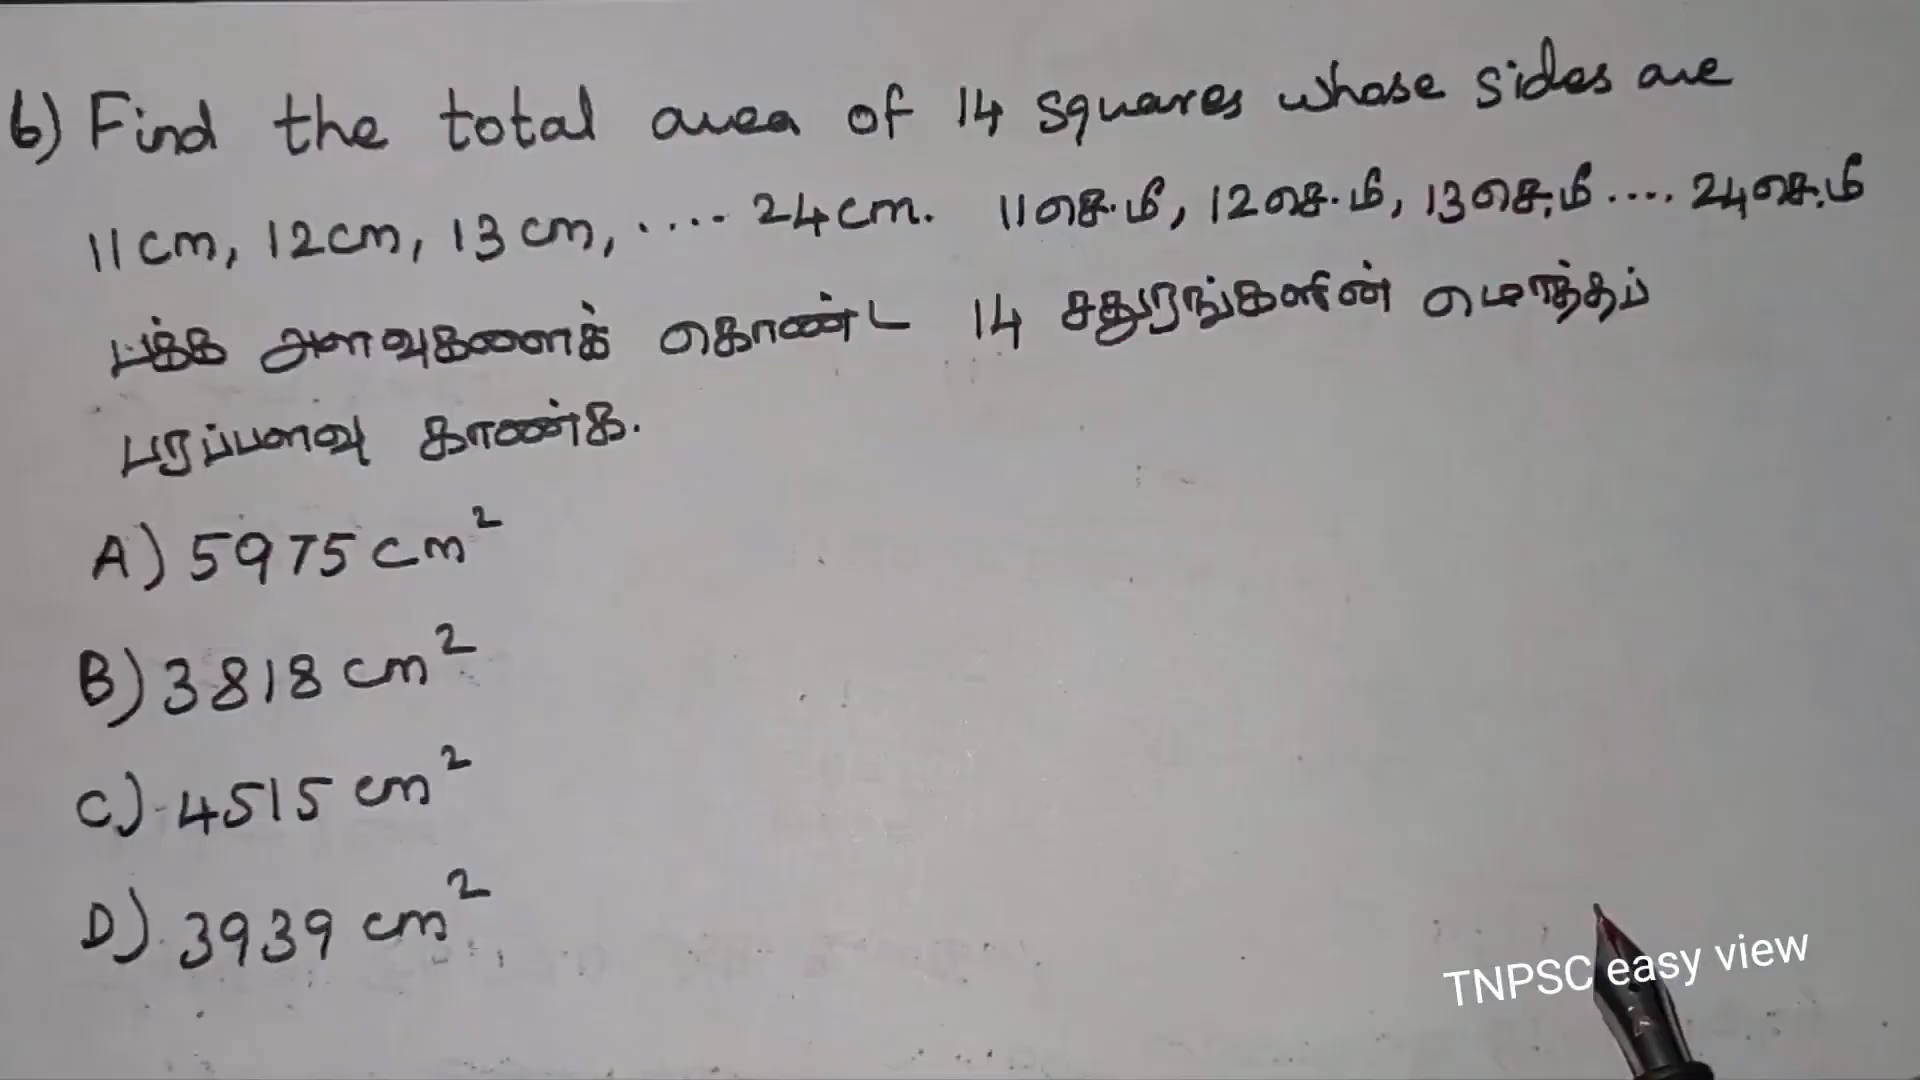 6) Find the total area of 14 squares whose sides are
11cm, 12cm, 13cm, .... 24cm. 11செ.மீ, 12செ.மீ, 13செ.மீ.... 24செ.மீ
பக்க அளவுகளைக் கொண்ட 14 சதுரங்களின் மொத்தப்
பரப்பளவு காண்க.
A) 5975 cm²
B) 3818 cm²
C) 4515 cm²
D) 3939 cm²
TNPSC easy view